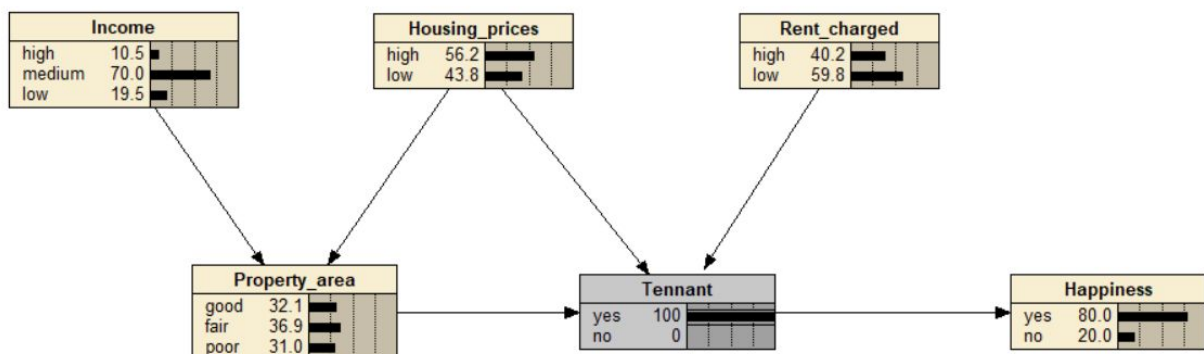 Income
high 10.5
medium 70.0
low 19.5
Housing_prices
high 56.2
low 43.8
Rent_charged
high 40.2
low 59.8
Property_area
good 32.1
fair 36.9
poor 31.0
Tennant
yes 100
no 0
Happiness
yes 80.0
no 20.0